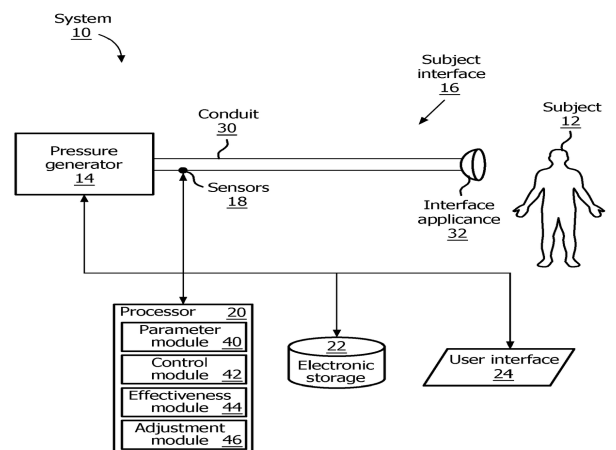 System
10
Subject
interface
16
Subject
12
Conduit
30
Pressure
generator
14
Sensors
18
Interface
applicance
32
Processor 20
Parameter
module 40
Control
module 42
Effectiveness
module 44
Adjustment
module 46
22
Electronic
storage
User interface
24